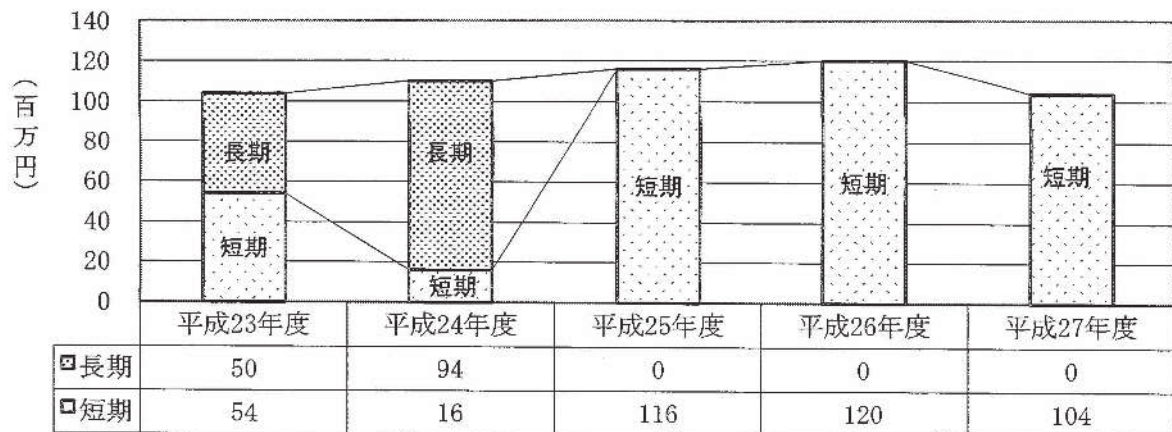 140
120
100
80
60
40
20
0
（百万円）
長期
長期
短期
短期
短期
短期
短期
平成23年度 平成24年度 平成25年度 平成26年度 平成27年度
長期 50 94 0 0 0
短期 54 16 116 120 104